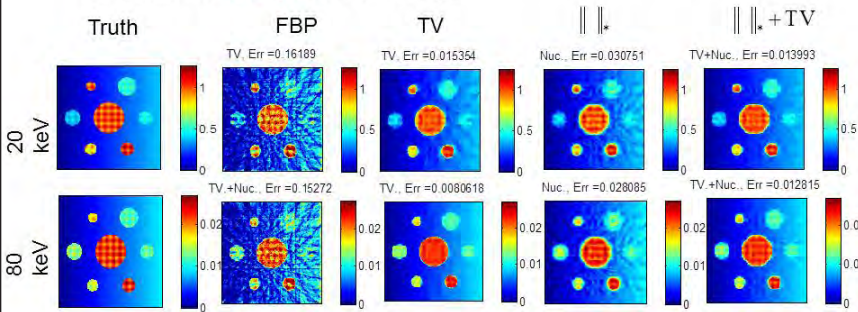 Truth FBP TV ‖ ‖* ‖ ‖* + TV
TV, Err =0.16189 TV, Err =0.015354 Nuc., Err =0.030751 TV+Nuc., Err =0.013993
20 keV
1 0.5 0 1 0.5 0 1 0.5 0 1 0.5 0 1 0.5 0
TV.+Nuc., Err =0.15272 TV., Err =0.0080618 Nuc., Err =0.028085 TV.+Nuc., Err =0.012815
80 keV
0.02 0.01 0 0.02 0.01 0 0.02 0.01 0 0.02 0.01 0 0.0 0.0 0